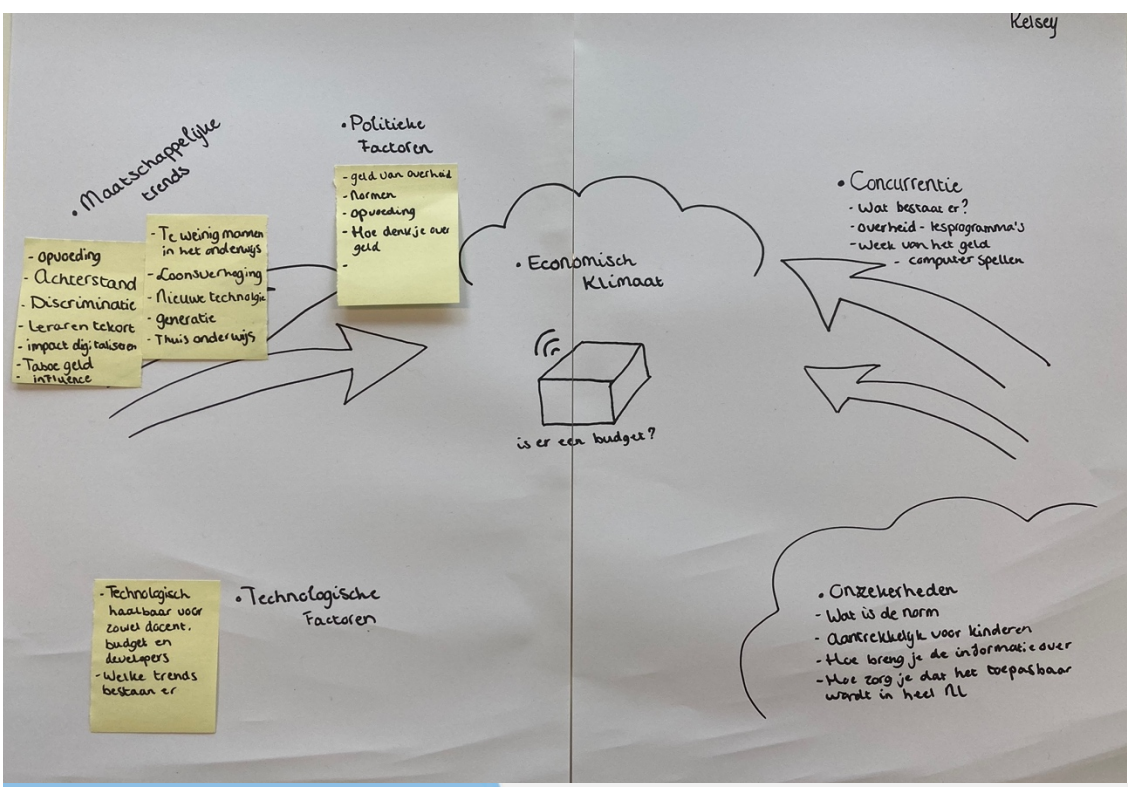 Kelsey
• Maatschappelijke
trends
- opvoeding
- Achterstand
- Discriminatie
- Leraren tekort
- impact digitaliseren
- Taboe geld
- influence
- Te weinig mannen
in het onderwijs
- Loonsverhoging
- Nieuwe technologie
- generatie
- Thuis onderwijs
• Politieke
Factoren
- geld van overheid
- Normen
- opvoeding
- Hoe denk je over
geld
-
• Economisch
Klimaat
is er een budget?
• Concurrentie
- Wat bestaat er?
- overheid - lesprogramma's
- Week van het geld
- computer spellen
- Technologisch
haalbaar voor
zowel docent.
budget en
developers
- Welke trends
bestaan er
• Technologische
Factoren
• Onzekerheden
- Wat is de norm
- Aantrekkelijk voor kinderen
- Hoe breng je de informatie over
- Hoe zorg je dat het toepasbaar
wordt in heel NL